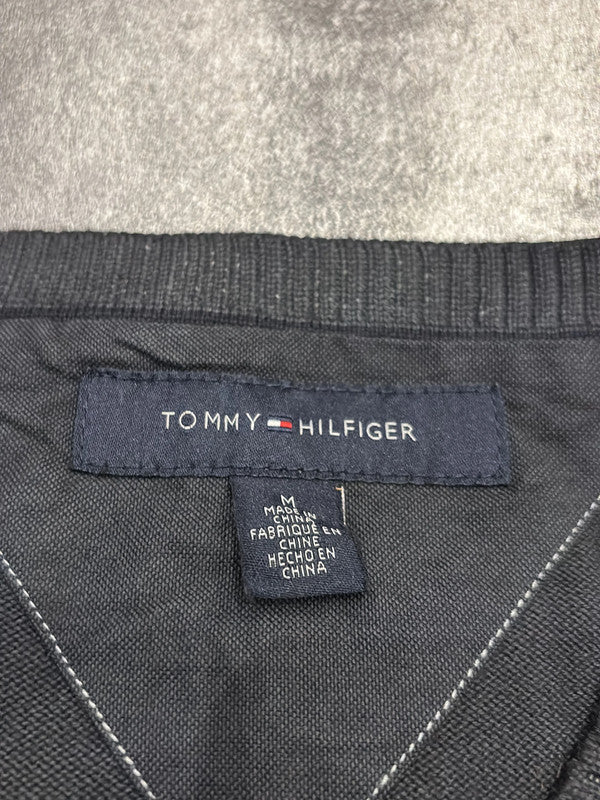 TOMMY HILFIGER
M
MADE IN
CHINA
FABRIQUÉ EN
CHINE
HECHO EN
CHINA